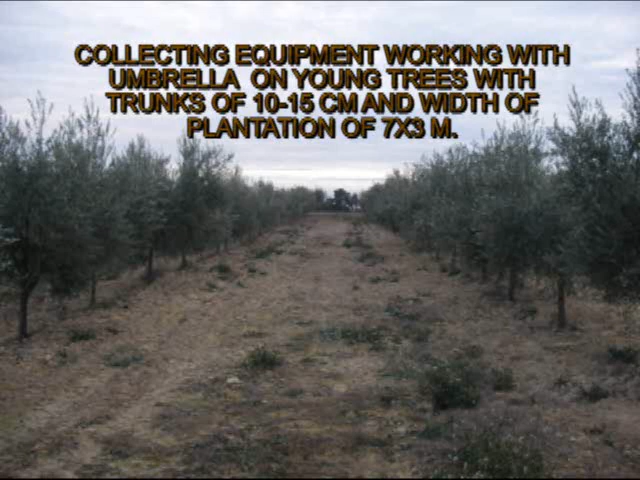 COLLECTING EQUIPMENT WORKING WITH
UMBRELLA ON YOUNG TREES WITH
TRUNKS OF 10-15 CM AND WIDTH OF
PLANTATION OF 7X3 M.